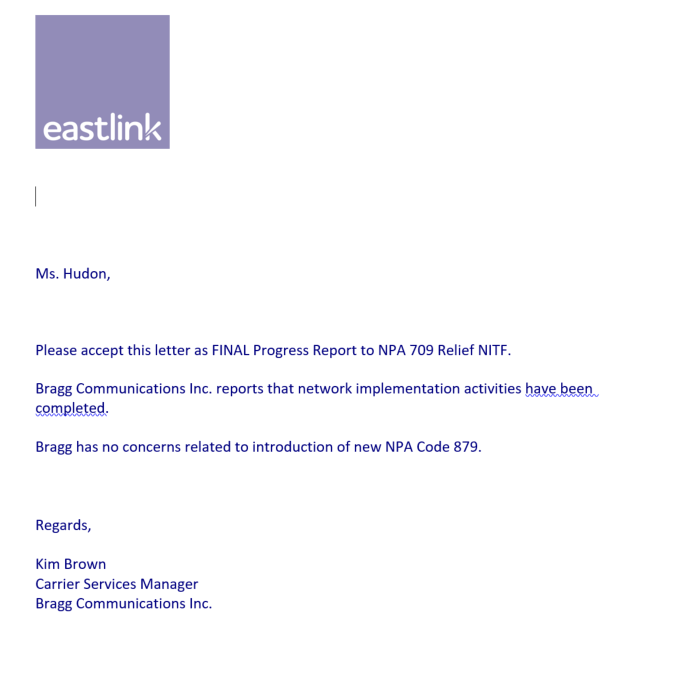 eastlink
Ms. Hudon,
Please accept this letter as FINAL Progress Report to NPA 709 Relief NITF.
Bragg Communications Inc. reports that network implementation activities have been
completed.
Bragg has no concerns related to introduction of new NPA Code 879.
Regards,
Kim Brown
Carrier Services Manager
Bragg Communications Inc.